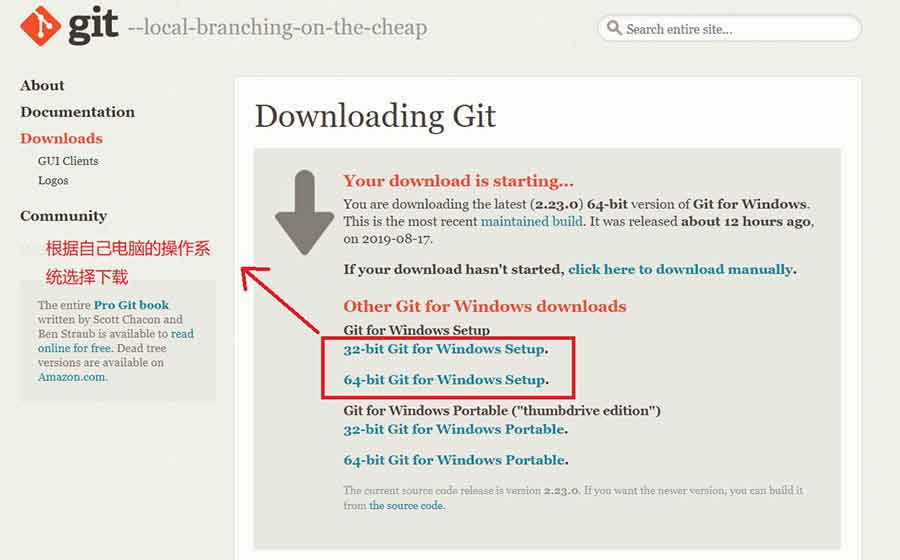 git --local-branching-on-the-cheap
Search entire site...
About
Documentation
Downloads
GUI Clients
Logos
Community
根据自己电脑的操作系
统选择下载
The entire Pro Git book
written by Scott Chacon and
Ben Straub is available to read
online for free. Dead tree
versions are available on
Amazon.com.
Downloading Git
Your download is starting...
You are downloading the latest (2.23.0) 64-bit version of Git for Windows.
This is the most recent maintained build. It was released about 12 hours ago,
on 2019-08-17.
If your download hasn't started, click here to download manually.
Other Git for Windows downloads
Git for Windows Setup
32-bit Git for Windows Setup.
64-bit Git for Windows Setup.
Git for Windows Portable ("thumbdrive edition")
32-bit Git for Windows Portable.
64-bit Git for Windows Portable.
The current source code release is version 2.23.0. If you want the newer version, you can build it
from the source code.